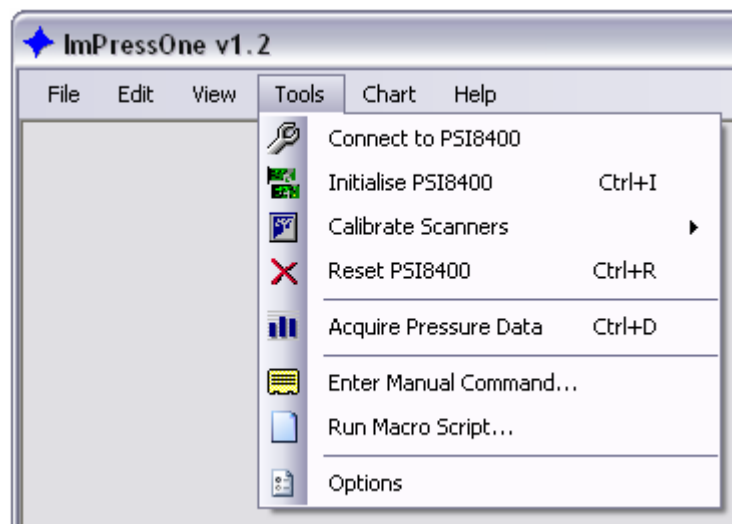 ImPressOne v1.2
File Edit View Tools Chart Help
Connect to PSI8400
Initialise PSI8400 Ctrl+I
Calibrate Scanners
Reset PSI8400 Ctrl+R
Acquire Pressure Data Ctrl+D
Enter Manual Command...
Run Macro Script...
Options